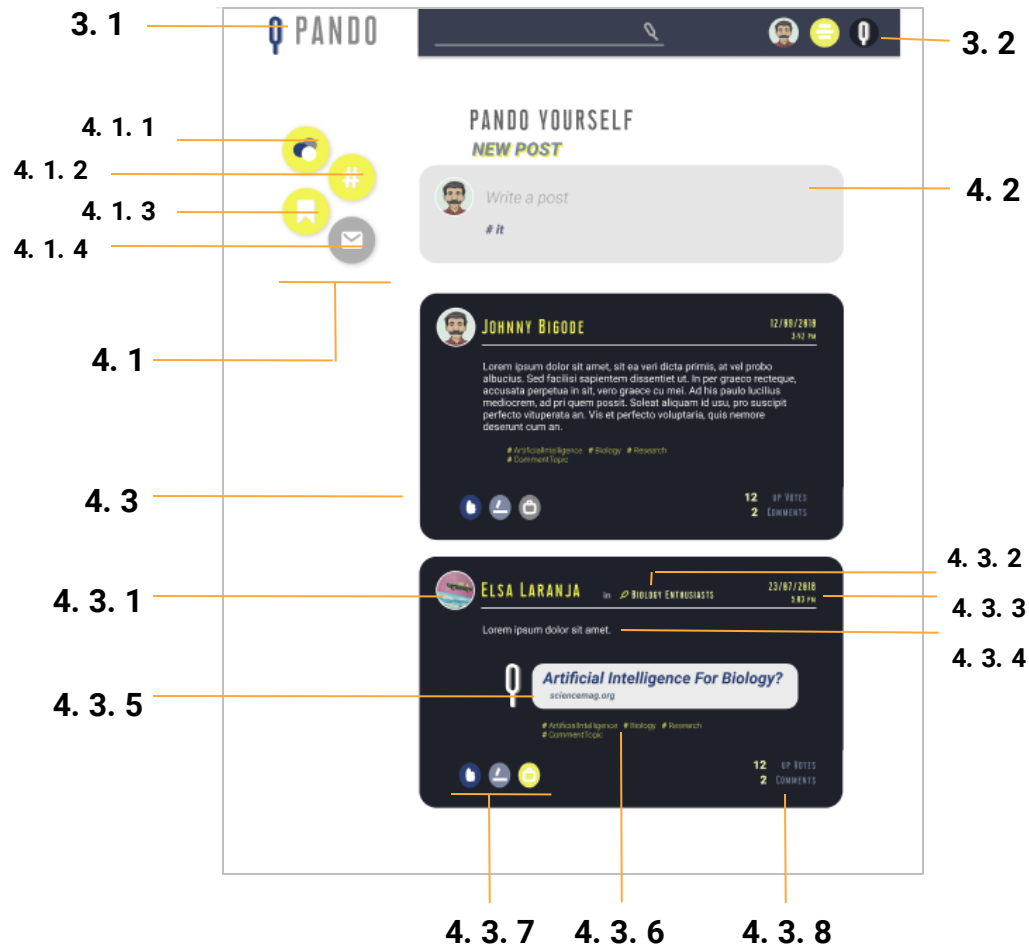 3. 1
PANDO
3. 2
PANDO YOURSELF
NEW POST
4. 1. 1
4. 1. 2
4. 1. 3
4. 1. 4
4. 1
Write a post
# it
4. 2
JOHNNY BIGODE
12/09/2018
3:42 PM
Lorem ipsum dolor sit amet, sit ea veri dicta primis, at vel probo
albucius. Sed facilisi sapientem dissentiet ut. In per graeco recteque,
accusata perpetua in sit, vero graece cu mei. Ad his paulo lucilius
mediocrem, ad pri quem possit. Soleat aliquam id usu, pro suscipit
perfecto vituperata an. Vis et perfecto voluptaria, quis nemore
deserunt cum an.
# ArtificialIntelligence # Biology # Research
# CommentTopic
4. 3
12 UP VOTES
2 COMMENTS
4. 3. 1
ELSA LARANJA
in
BIOLOGY ENTHUSIASTS
23/07/2018
5:03 PM
4. 3. 2
4. 3. 3
Lorem ipsum dolor sit amet.
4. 3. 4
4. 3. 5
Artificial Intelligence For Biology?
sciencemag.org
# ArtificialIntelligence # Biology # Research
# CommentTopic
12 UP VOTES
2 COMMENTS
4. 3. 7
4. 3. 6
4. 3. 8